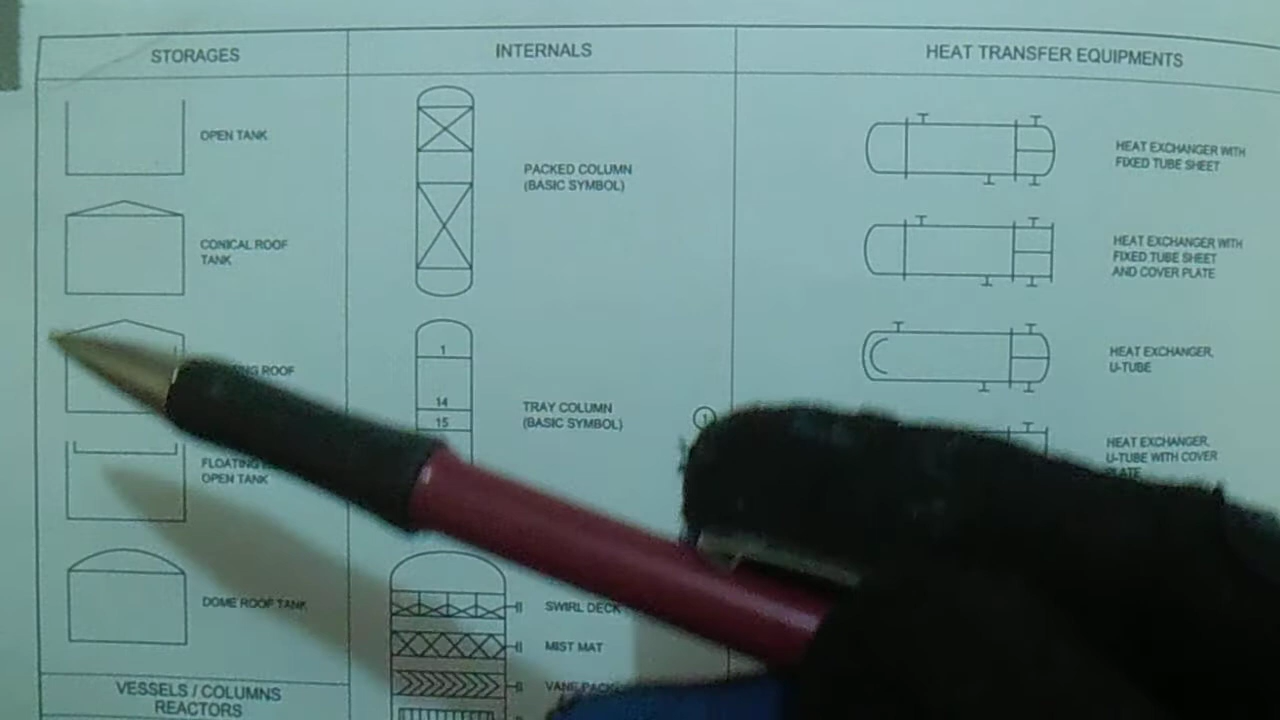 STORAGES
OPEN TANK
CONICAL ROOF
TANK
ROOF
FLOATING
OPEN TANK
DOME ROOF TANK
VESSELS / COLUMNS
REACTORS
INTERNALS
PACKED COLUMN
(BASIC SYMBOL)
1
14
15
TRAY COLUMN
(BASIC SYMBOL)
SWIRL DECK
MIST MAT
VANE
HEAT TRANSFER EQUIPMENTS
HEAT EXCHANGER WITH
FIXED TUBE SHEET
HEAT EXCHANGER WITH
FIXED TUBE SHEET
AND COVER PLATE
HEAT EXCHANGER,
U-TUBE
1
HEAT EXCHANGER,
U-TUBE WITH COVER
PLATE